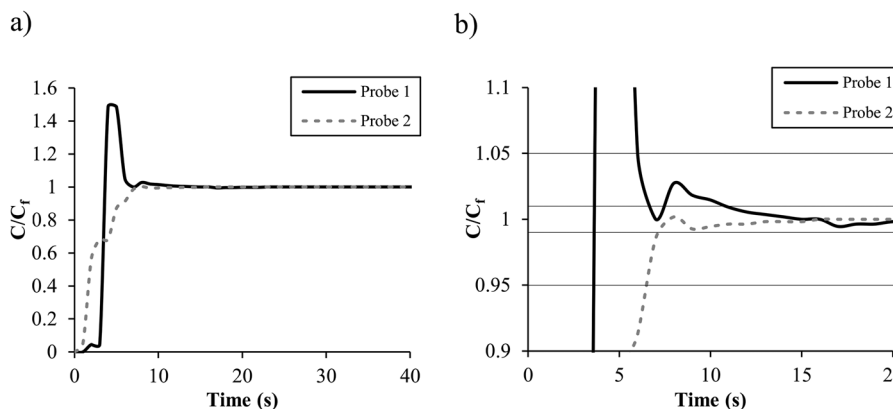 a)
1.6
1.4
1.2
1
0.8
0.6
0.4
0.2
0
C/Cf
0 10 20 30 40
Time (s)
Probe 1
Probe 2
b)
1.1
1.05
1
0.95
0.9
C/Cf
0 5 10 15 2
Time (s)
Probe 1
Probe 2